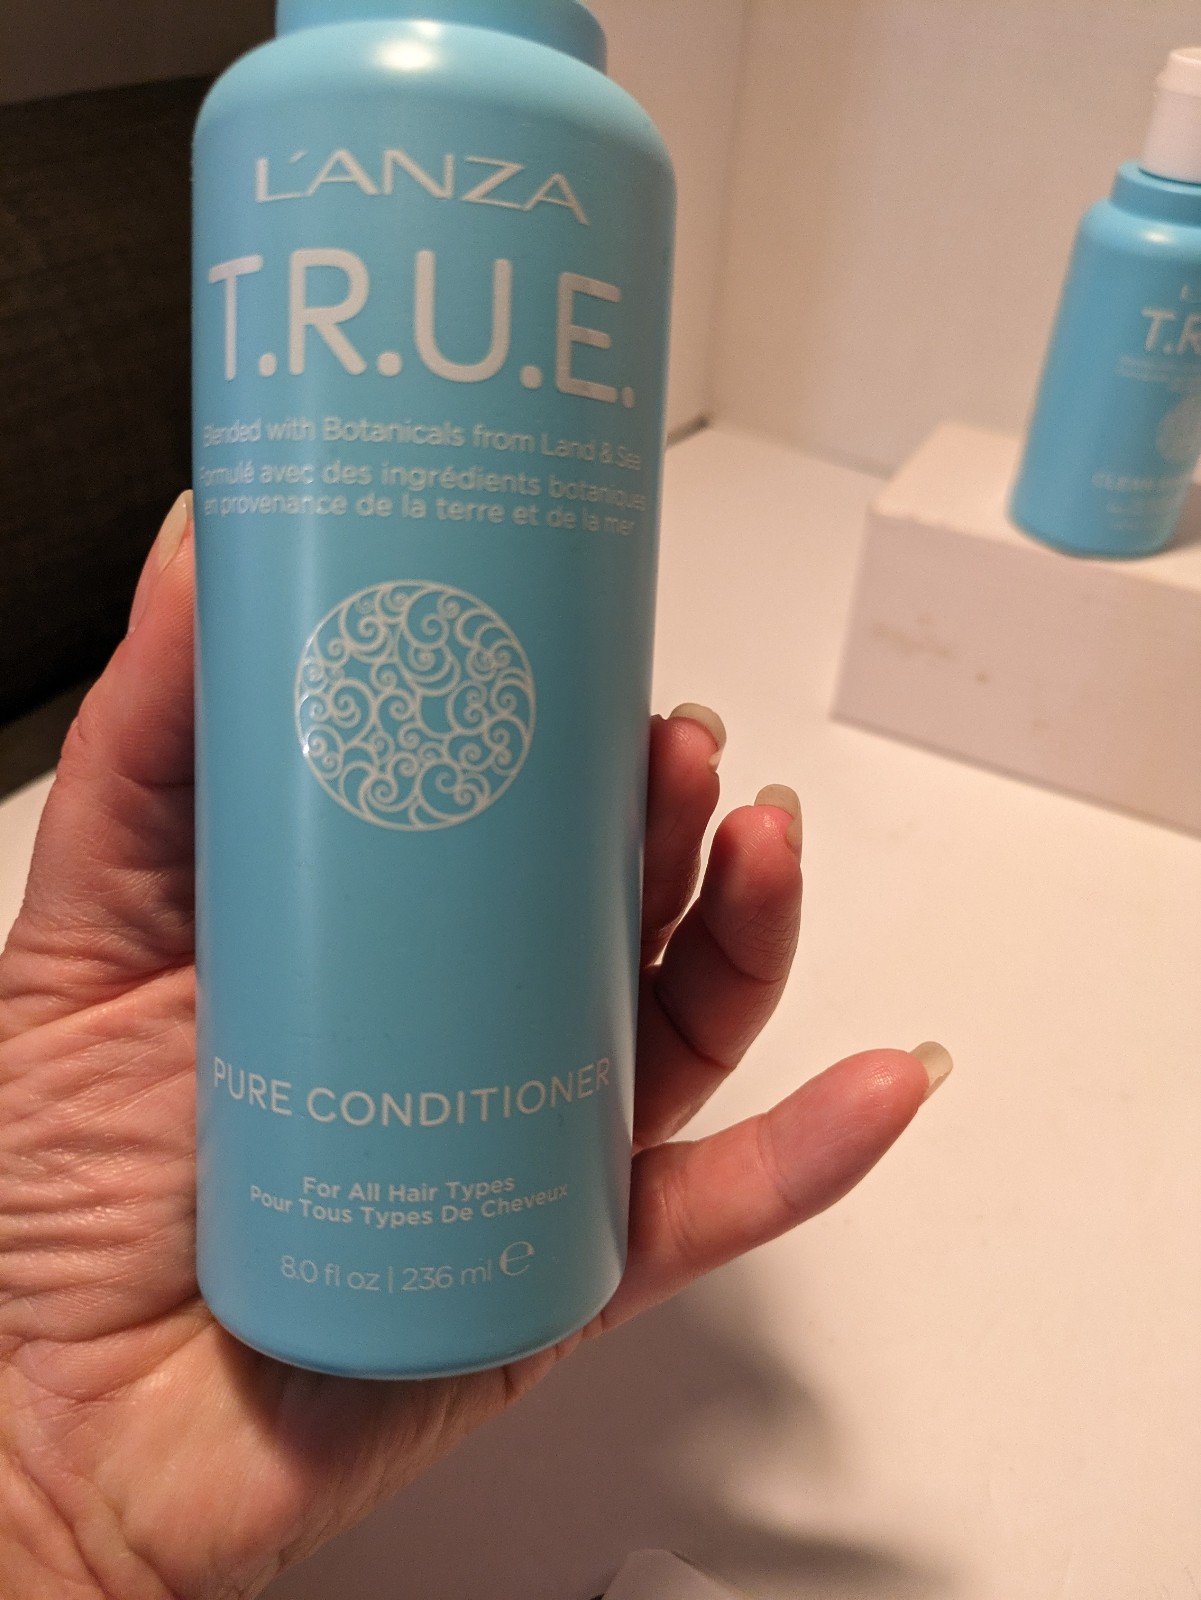 L'ANZA
T.R.U.E.
Blended with Botanicals from Land & Sea
Formulé avec des ingrédients botaniques
en provenance de la terre et de la mer
PURE CONDITIONER
For All Hair Types
Pour Tous Types De Cheveux
8.0 fl oz | 236 ml ℮
T.R